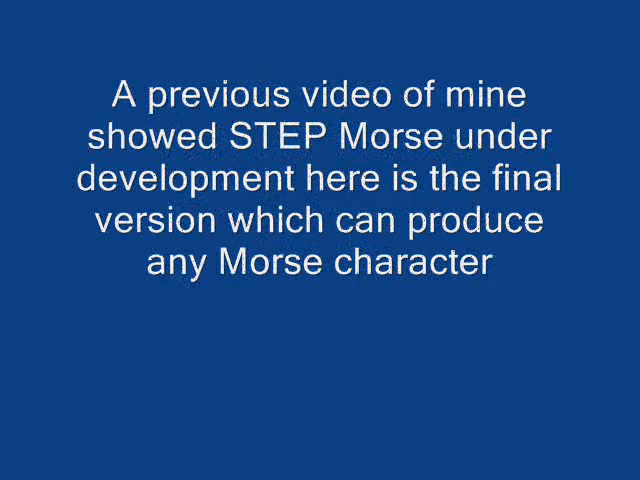 A previous video of mine
showed STEP Morse under
development here is the final
version which can produce
any Morse character